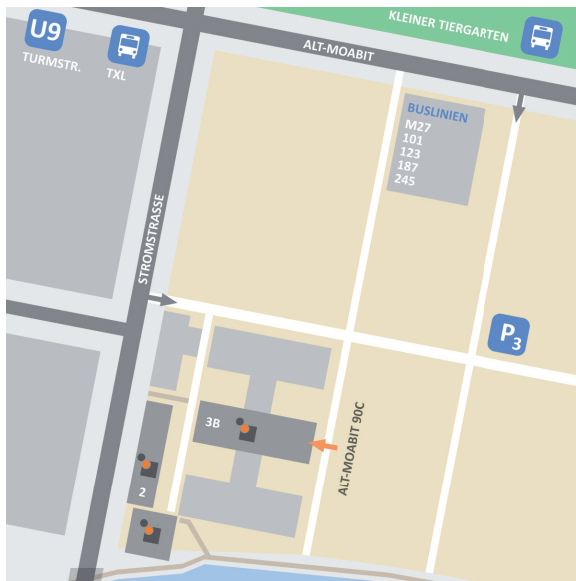 KLEINER TIERGARTEN
U9
TURMSTR.
TXL
ALT-MOABIT
BUSLINIEN
M27
101
123
187
245
STROMSTRASSE
P3
3B
ALT-MOABIT 90C
2